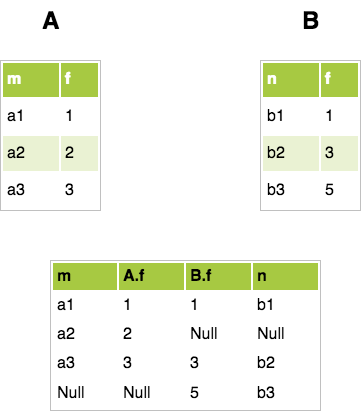 A B
m f n f
a1 1 b1 1
a2 2 b2 3
a3 3 b3 5
m A.f B.f n
a1 1 1 b1
a2 2 Null Null
a3 3 3 b2
Null Null 5 b3